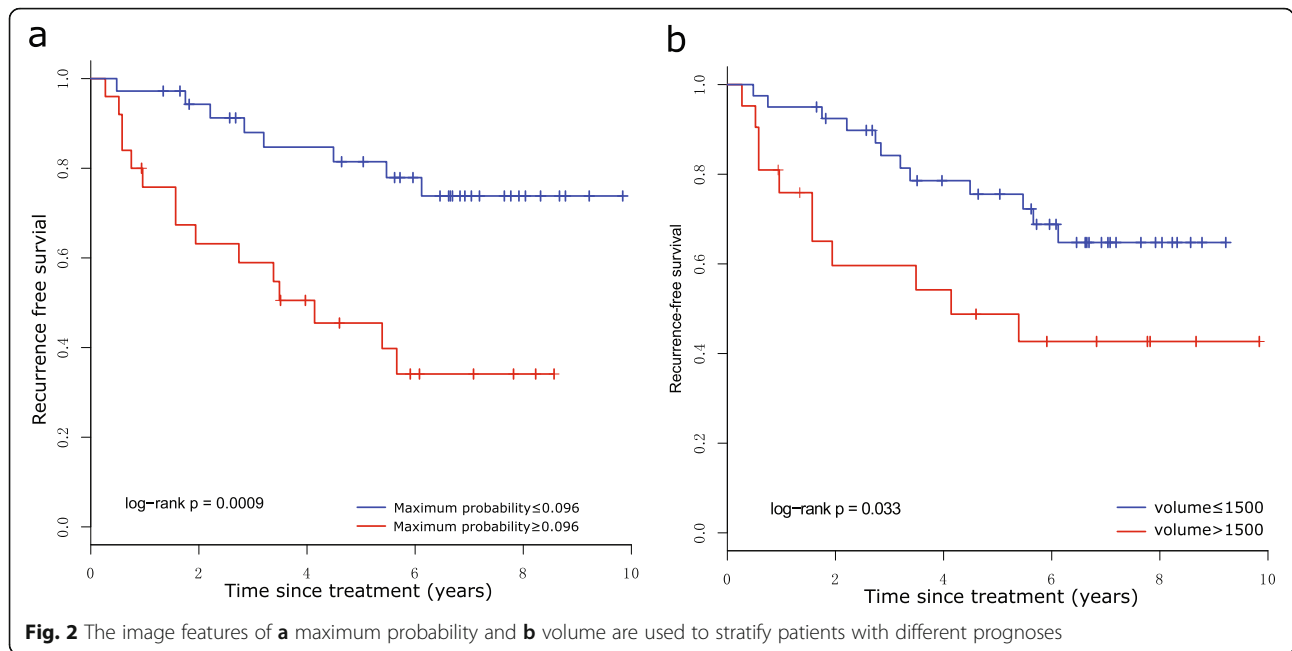 a
1.0
0.8
0.6
0.4
0.2
0.0
Recurrence free survial
log-rank p = 0.0009
Maximum probability≤0.096
Maximum probability≥0.096
0 2 4 6 8 10
Time since treatment (years)
b
1.0
0.8
0.6
0.4
0.2
0.0
Recurrence-free survival
log-rank p = 0.033
volume≤1500
volume>1500
0 2 4 6 8 10
Time since treatment (years)
Fig. 2 The image features of a maximum probability and b volume are used to stratify patients with different prognoses